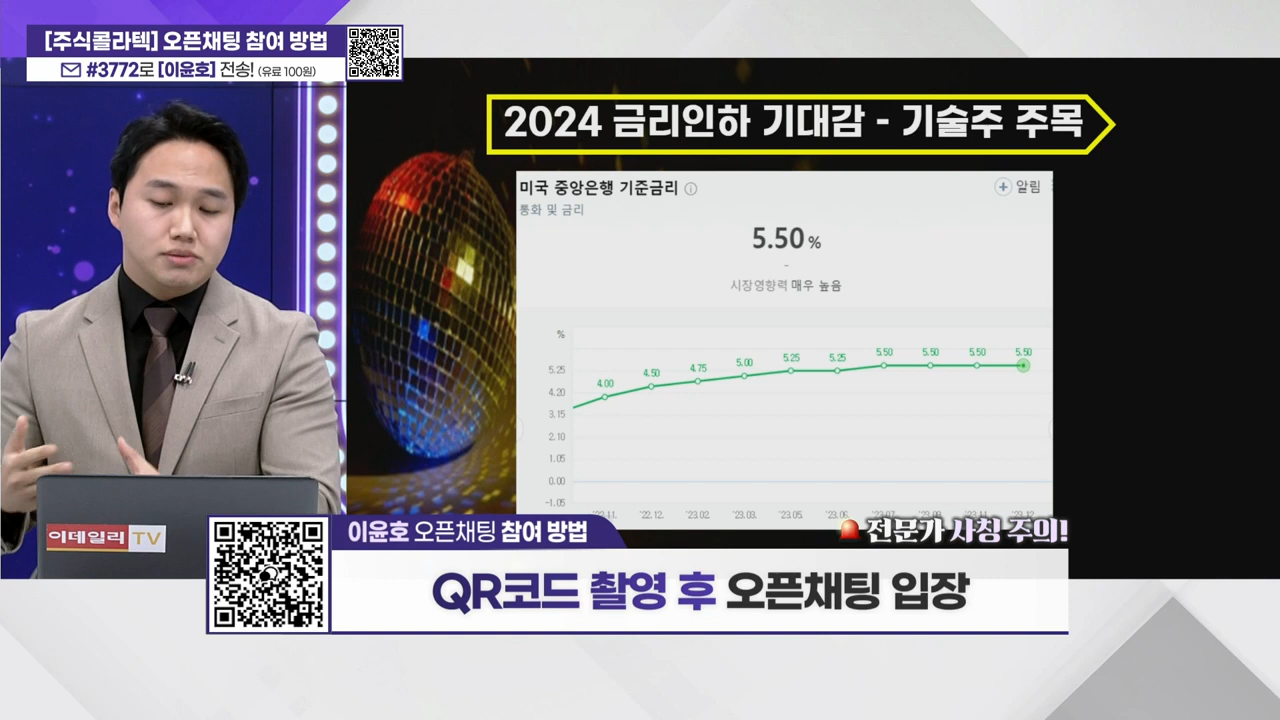 [주식콜라텍] 오픈채팅 참여 방법
#3772로 [이윤호] 전송! (유료 100원)
2024 금리인하 기대감 - 기술주 주목
미국 중앙은행 기준금리
알림
통화 및 금리
5.50 %
-
시장영향력 매우 높음
%
5.25
4.20
3.15
2.10
1.05
0.00
-1.05
4.00 4.50 4.75 5.00 5.25 5.25 5.50 5.50 5.50 5.50
'22.11. '22.12. '23.02. '23.03. '23.05. '23.06.
이데일리 TV
이윤호 오픈채팅 참여 방법
전문가 사칭 주의!
QR코드 촬영 후 오픈채팅 입장